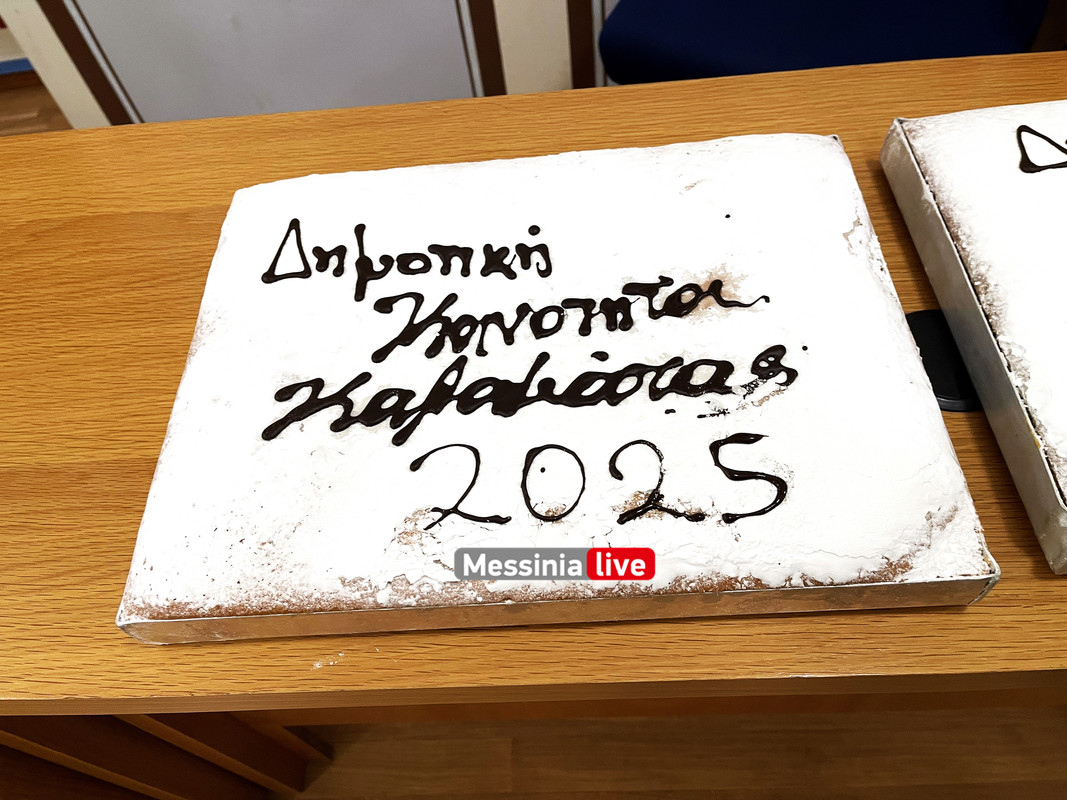 Δημοτική
Κοινότητα
Καλαμάτας
2025
Messinia live